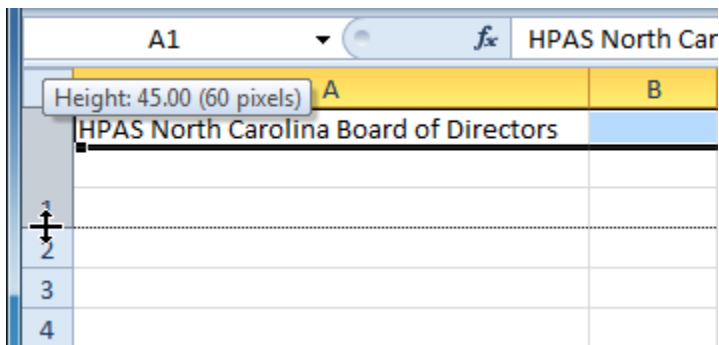 A1 fx HPAS North Car
Height: 45.00 (60 pixels) A B
HPAS North Carolina Board of Directors
1
2
3
4